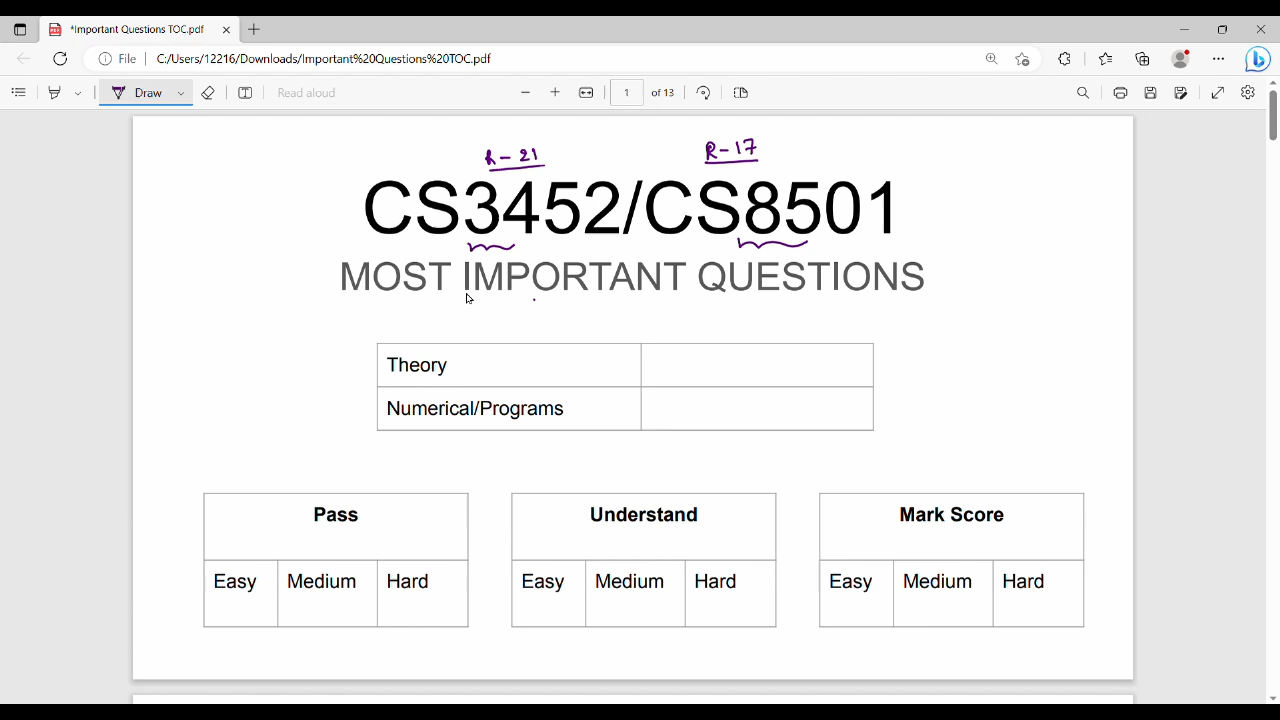 *Important Questions TOC.pdf
File
C:/Users/12216/Downloads/Important%20Questions%20TOC.pdf
Draw
Read aloud
1
of 13
R-21
R-17
CS3452/CS8501
MOST IMPORTANT QUESTIONS
Theory
Numerical/Programs
Pass
Understand
Mark Score
Easy
Medium
Hard
Easy
Medium
Hard
Easy
Medium
Hard